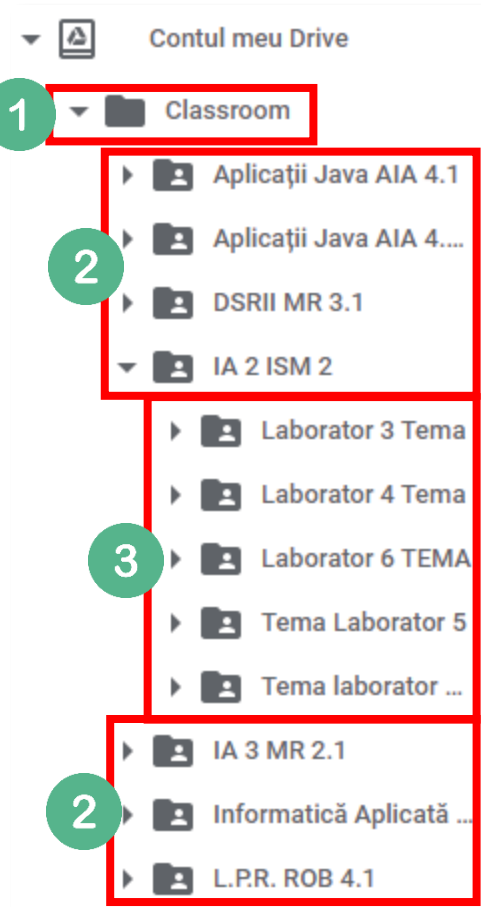 Contul meu Drive
1 Classroom
Aplicații Java AIA 4.1
Aplicații Java AIA 4....
2
DSRII MR 3.1
IA 2 ISM 2
Laborator 3 Tema
Laborator 4 Tema
3 Laborator 6 TEMA
Tema Laborator 5
Tema laborator ...
IA 3 MR 2.1
2 Informatică Aplicată ...
L.P.R. ROB 4.1